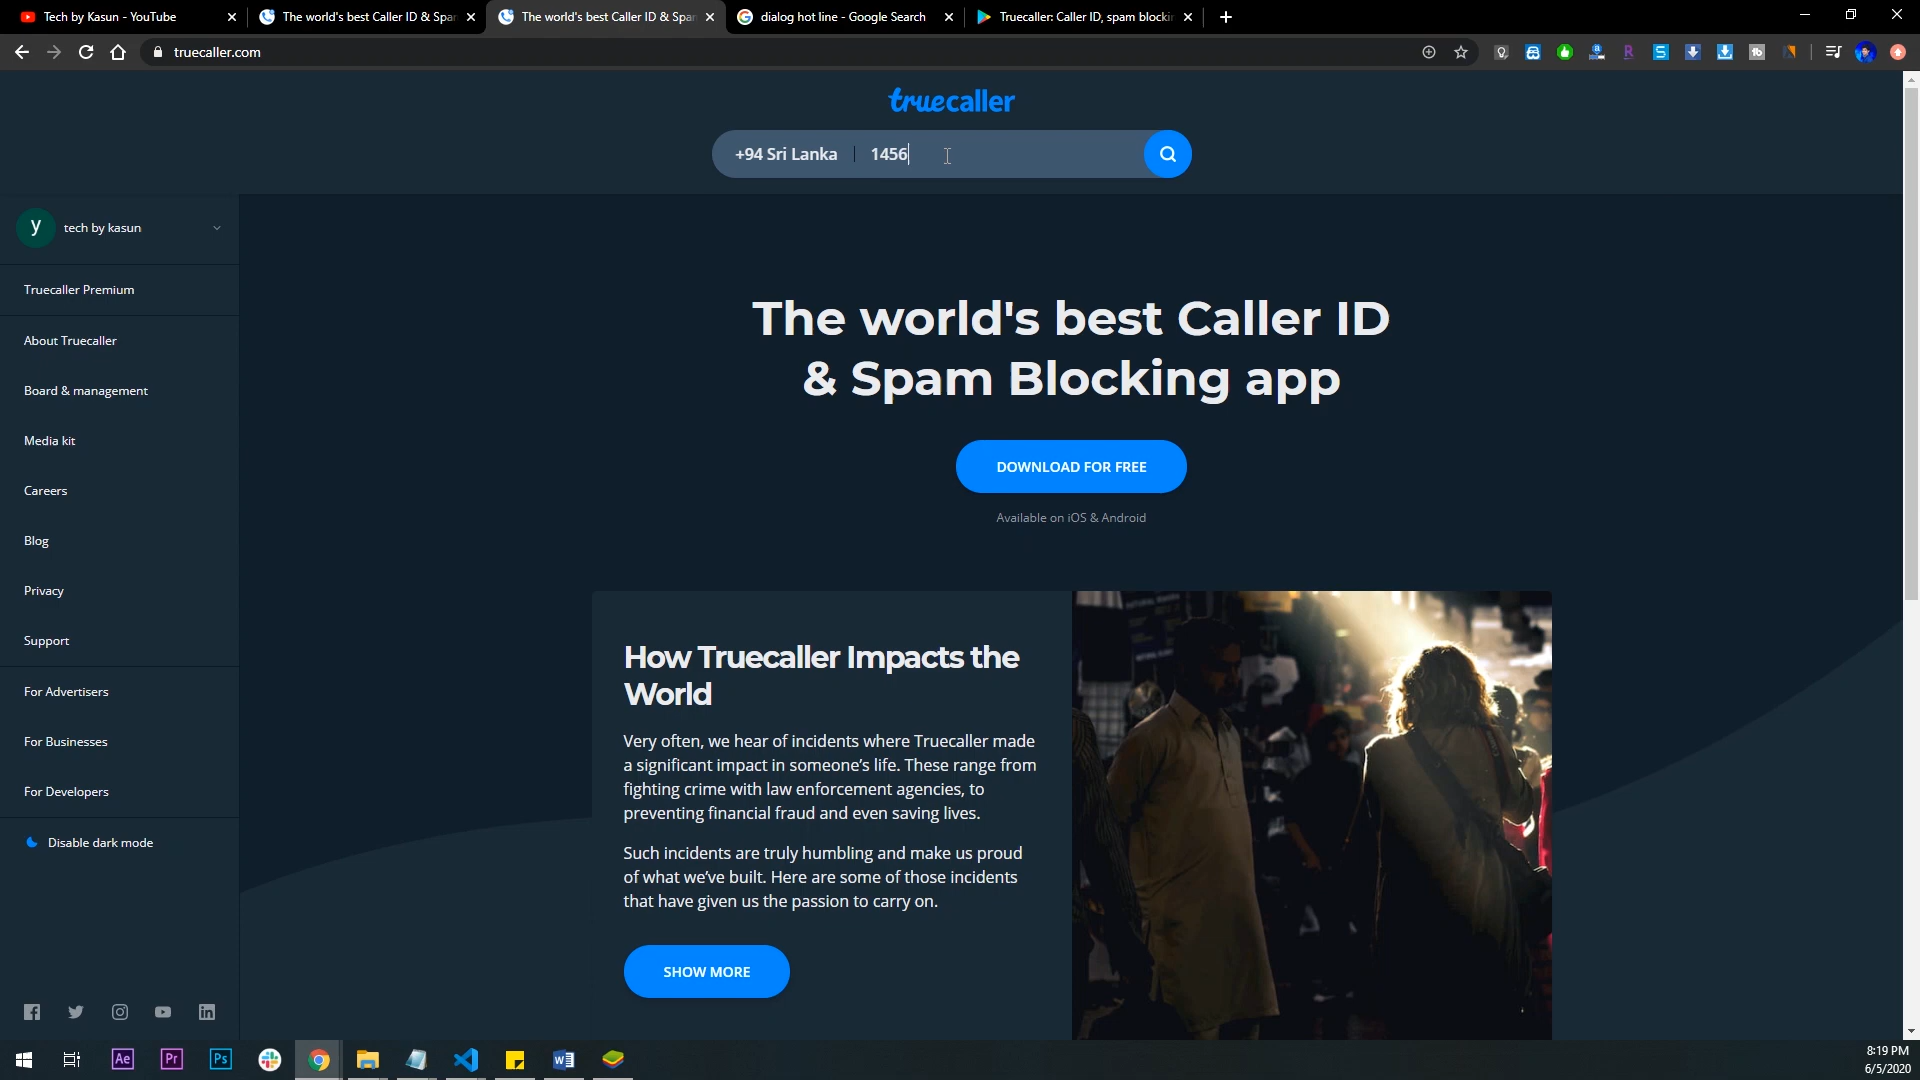 Tech by Kasun - YouTube
The world's best Caller ID & Spa
The world's best Caller ID & Spa
dialog hot line - Google Search
Truecaller: Caller ID, spam blocki
truecaller.com
truecaller
+94 Sri Lanka
1456
y
tech by kasun
Truecaller Premium
About Truecaller
Board & management
Media kit
Careers
Blog
Privacy
Support
For Advertisers
For Businesses
For Developers
Disable dark mode
The world's best Caller ID
& Spam Blocking app
DOWNLOAD FOR FREE
Available on iOS & Android
How Truecaller Impacts the
World
Very often, we hear of incidents where Truecaller made
a significant impact in someone's life. These range from
fighting crime with law enforcement agencies, to
preventing financial fraud and even saving lives.
Such incidents are truly humbling and make us proud
of what we've built. Here are some of those incidents
that have given us the passion to carry on.
SHOW MORE
Ae
Pr
Ps
8:19 PM
6/5/2020